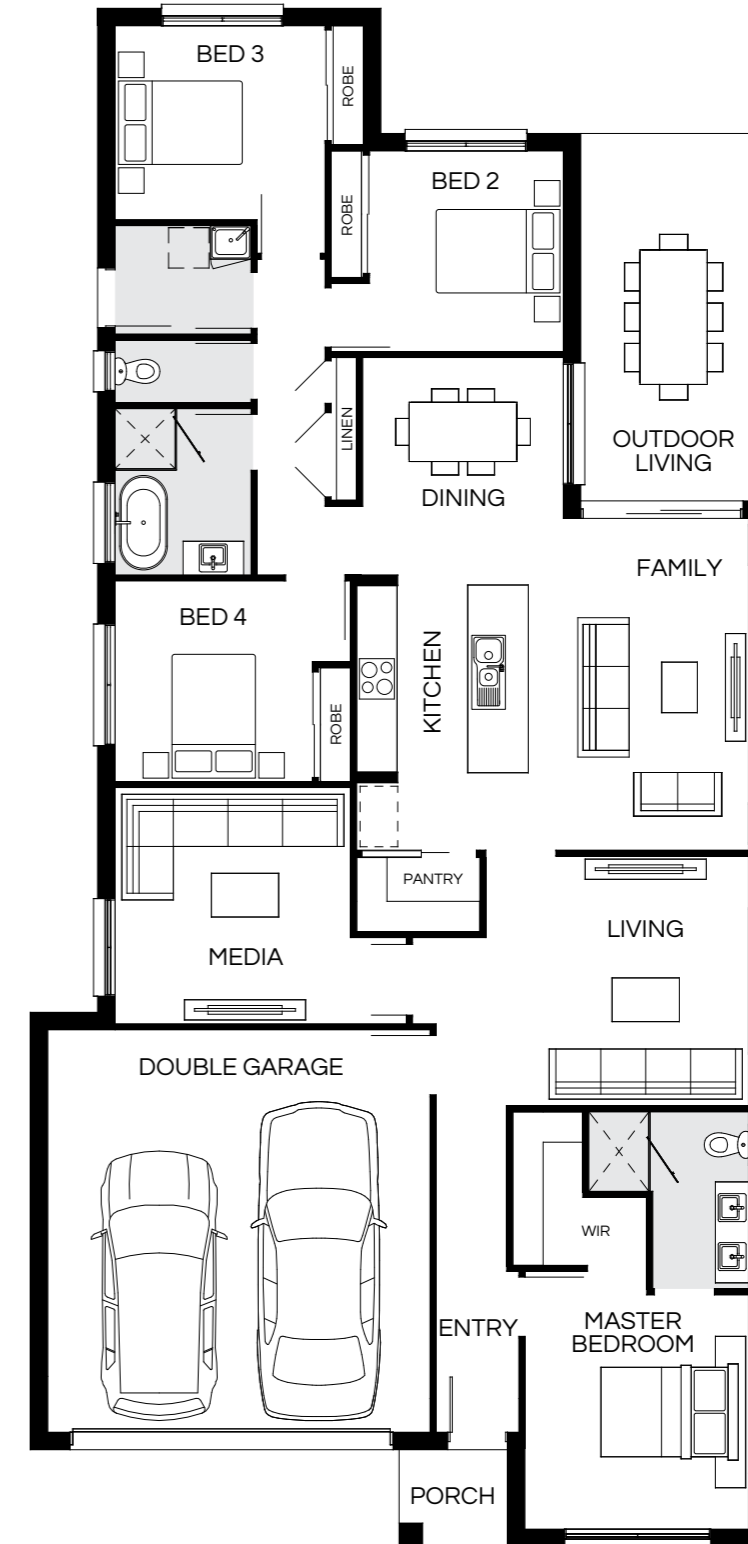 BED 3
ROBE
BED 2
ROBE
OUTDOOR
LIVING
LINEN
DINING
FAMILY
BED 4
KITCHEN
ROBE
PANTRY
LIVING
MEDIA
DOUBLE GARAGE
WIR
ENTRY
MASTER
BEDROOM
PORCH